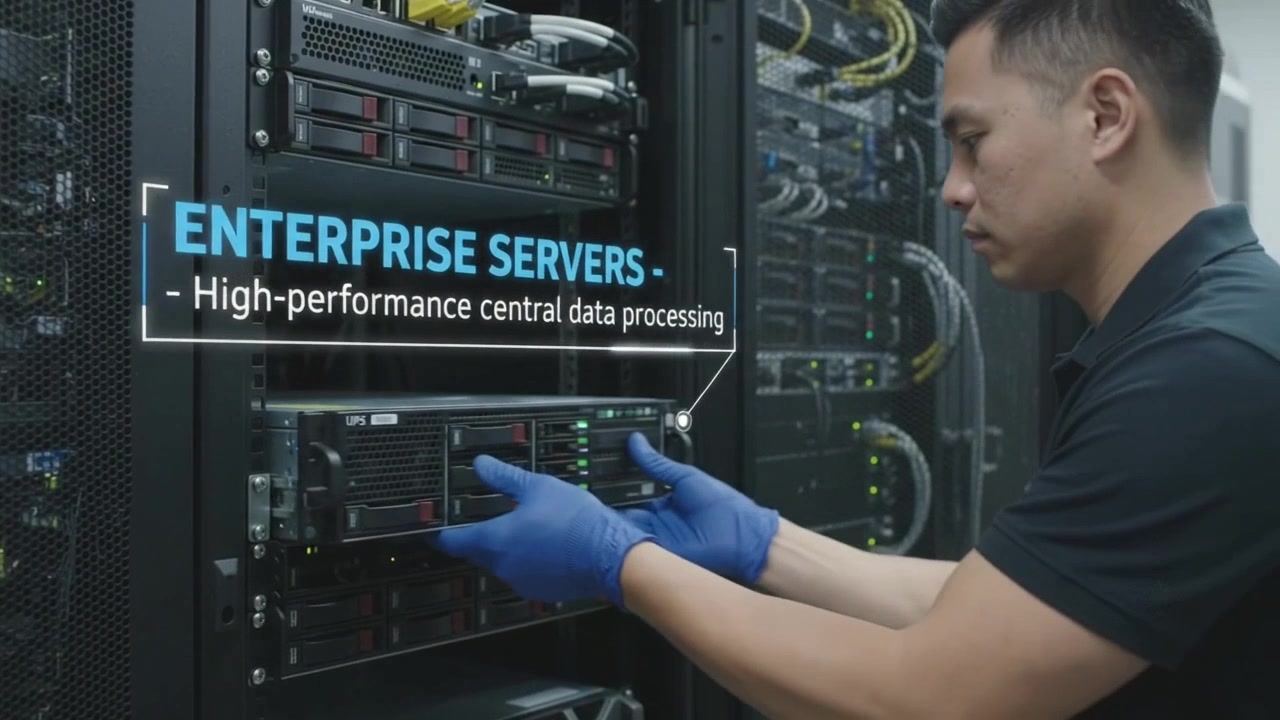 ENTERPRISE SERVERS -
- High-performance central data processing
UPS